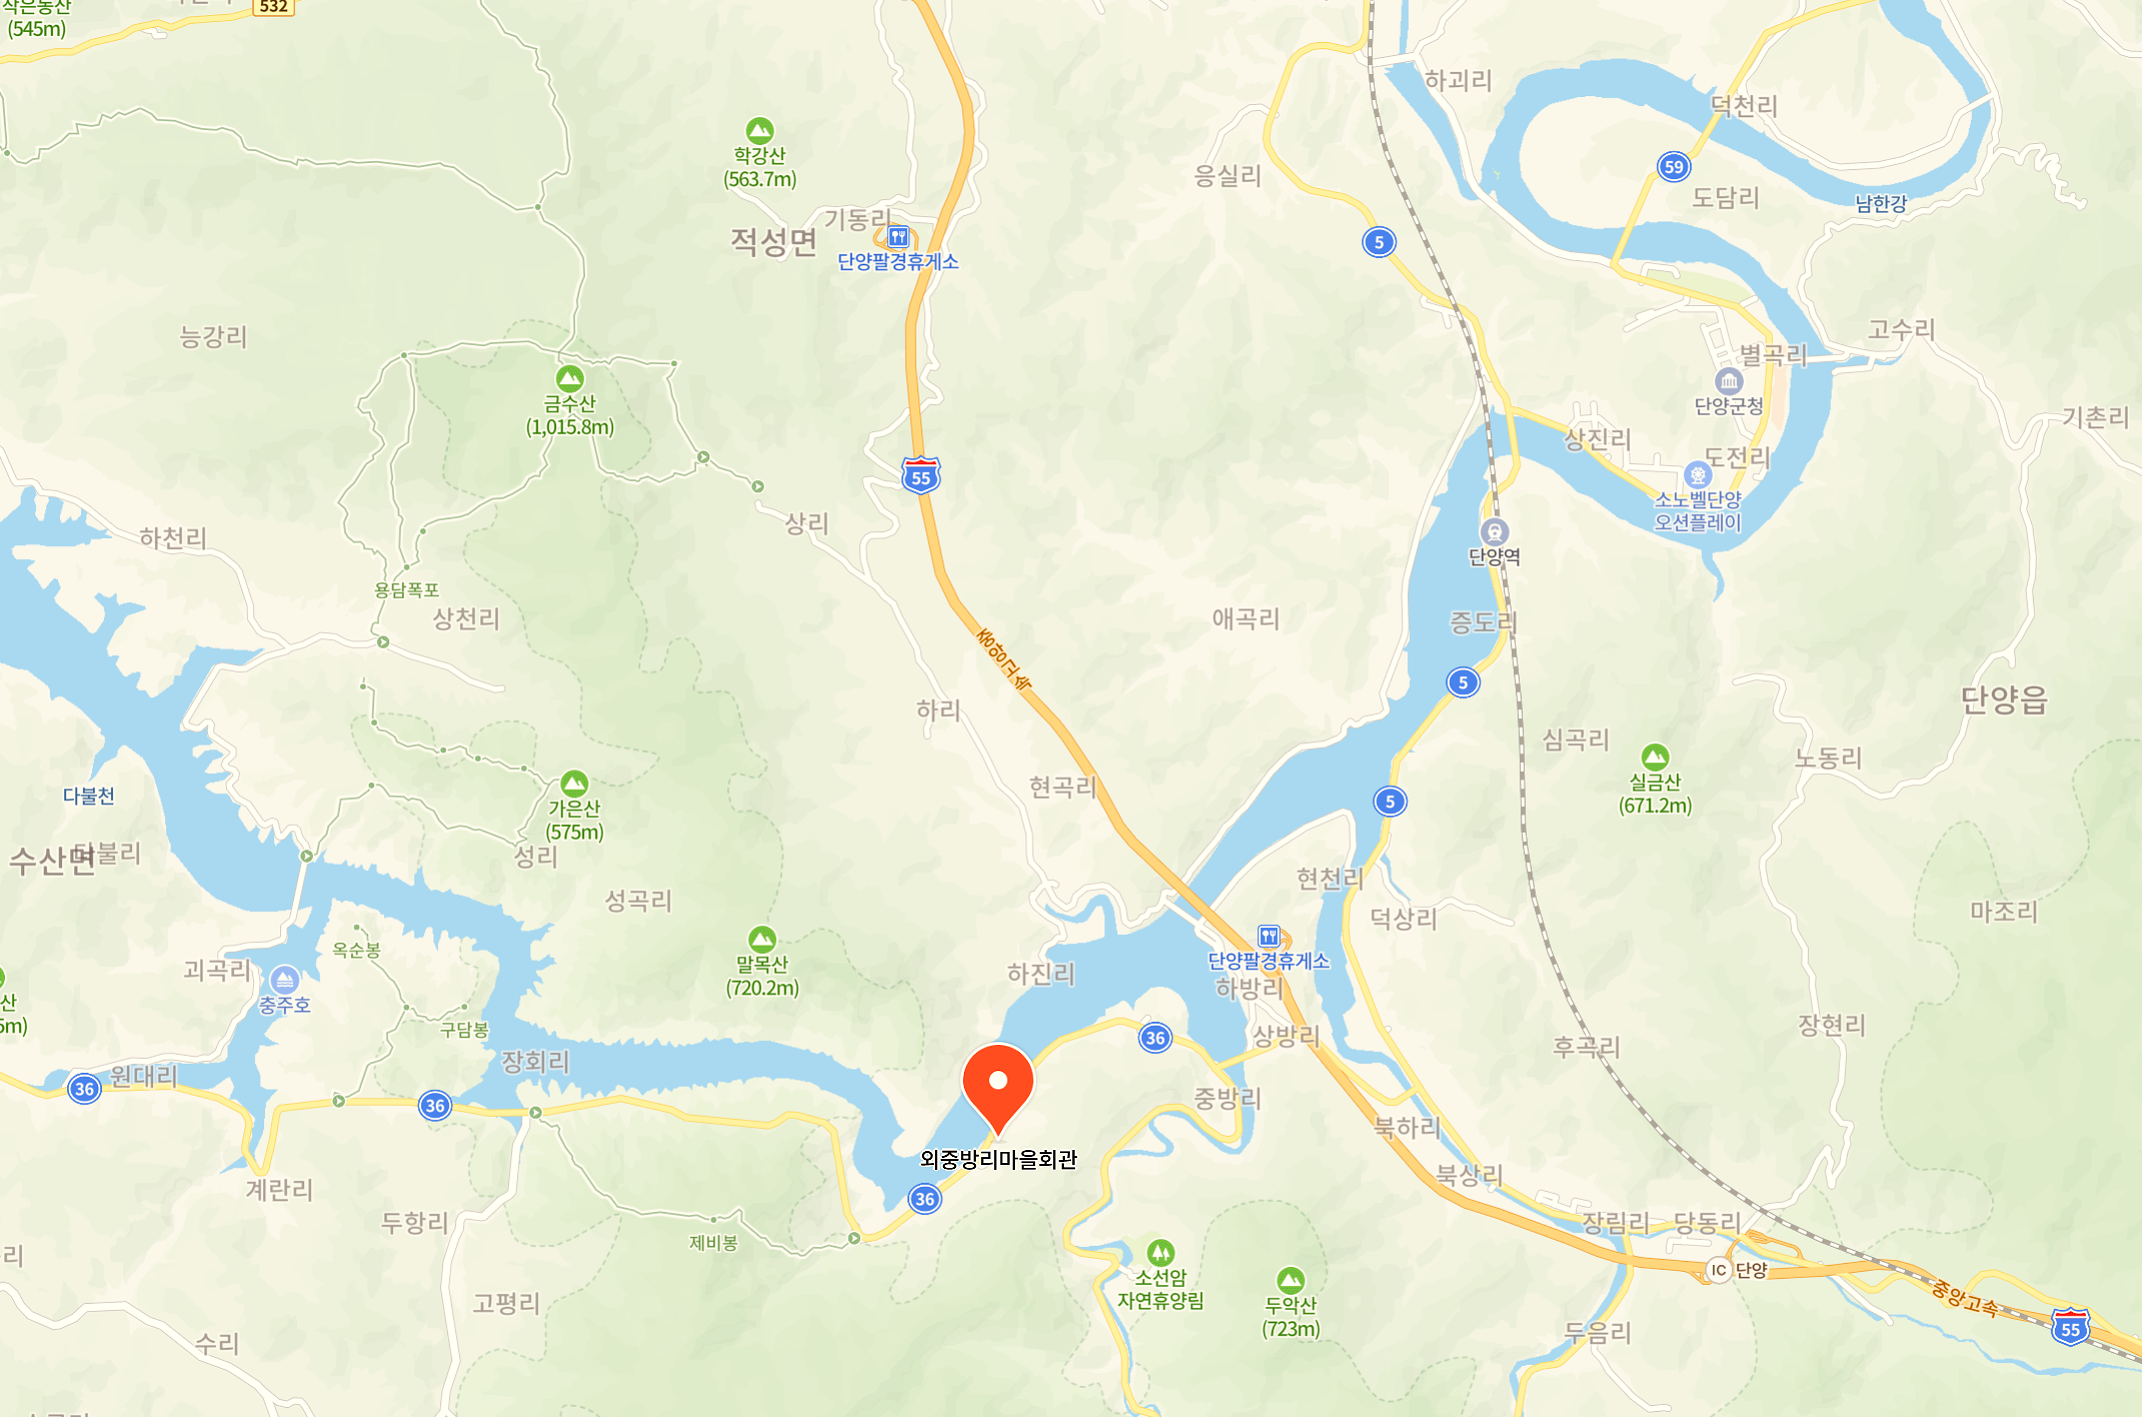 작은동산
(545m)
532
하괴리
덕천리
학강산
(563.7m)
응실리
59
도담리
남한강
기동리
적성면
단양팔경휴게소
5
능강리
고수리
별곡리
금수산
(1,015.8m)
단양군청
기촌리
상진리
도전리
55
소노벨단양
오션플레이
하천리
상리
단양역
용담폭포
상천리
애곡리
증도리
중앙고속
5
단양읍
하리
심곡리
노동리
실금산
(671.2m)
현곡리
5
다불천
가은산
(575m)
수산면
다불리
성리
성곡리
현천리
덕상리
마조리
옥순봉
말목산
(720.2m)
단양팔경휴게소
괴곡리
하진리
하방리
산
5m)
충주호
구담봉
36
상방리
장현리
후곡리
장회리
원대리
36
36
중방리
북하리
외중방리마을회관
북상리
계란리
36
두항리
제비봉
장림리
당동리
리
소선암
자연휴양림
IC
단양
두악산
(723m)
고평리
중앙고속
55
수리
두음리